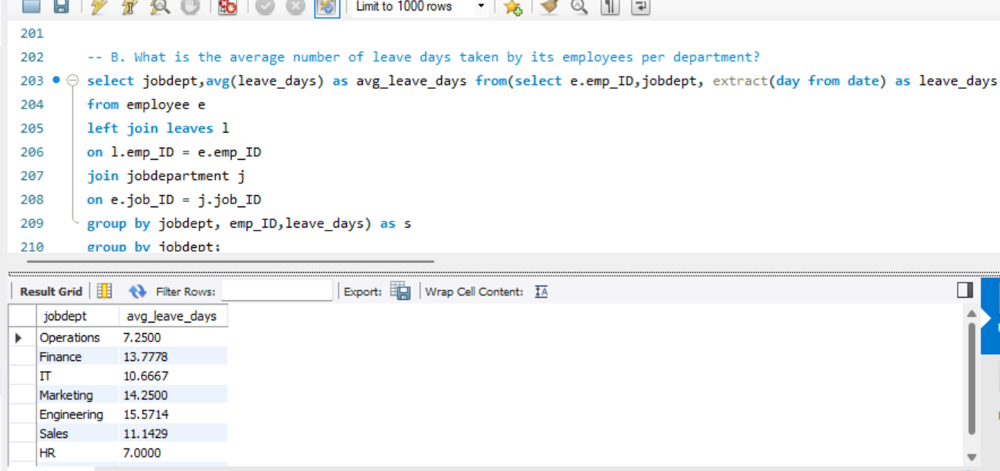 Limit to 1000 rows
201
202 -- B. What is the average number of leave days taken by its employees per department?
203 select jobdept,avg(leave_days) as avg_leave_days from(select e.emp_ID,jobdept, extract(day from date) as leave_days
204 from employee e
205 left join leaves l
206 on l.emp_ID = e.emp_ID
207 join jobdepartment j
208 on e.job_ID = j.job_ID
209 group by jobdept, emp_ID,leave_days) as s
210 group by jobdept;
Result Grid Filter Rows: Export: Wrap Cell Content:
jobdept avg_leave_days
Operations 7.2500
Finance 13.7778
IT 10.6667
Marketing 14.2500
Engineering 15.5714
Sales 11.1429
HR 7.0000